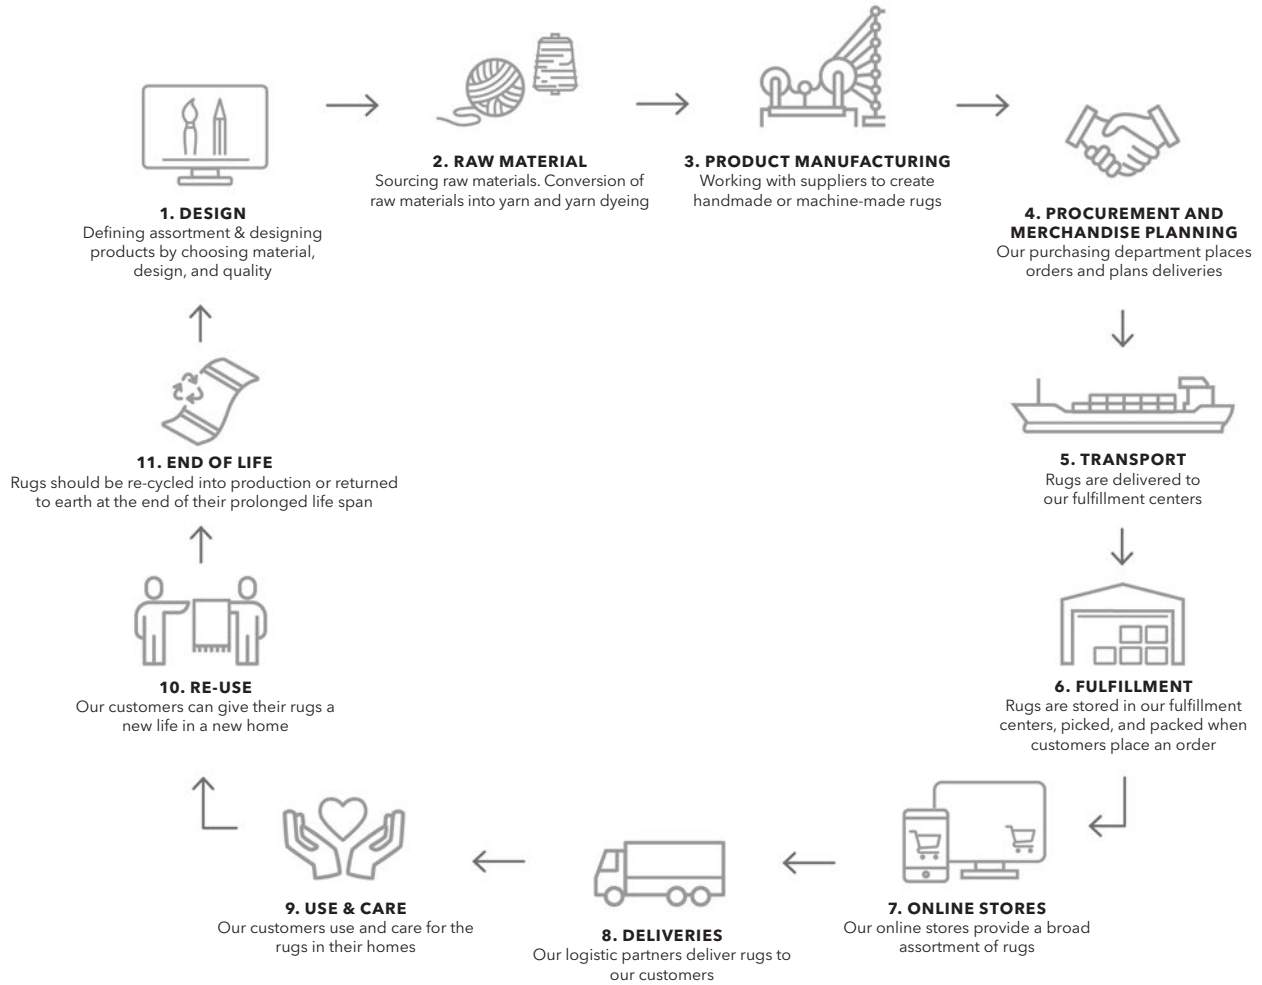 1. DESIGN
Defining assortment & designing
products by choosing material,
design, and quality
2. RAW MATERIAL
Sourcing raw materials. Conversion of
raw materials into yarn and yarn dyeing
3. PRODUCT MANUFACTURING
Working with suppliers to create
handmade or machine-made rugs
4. PROCUREMENT AND
MERCHANDISE PLANNING
Our purchasing department places
orders and plans deliveries
5. TRANSPORT
Rugs are delivered to
our fulfillment centers
6. FULFILLMENT
Rugs are stored in our fulfillment
centers, picked, and packed when
customers place an order
7. ONLINE STORES
Our online stores provide a broad
assortment of rugs
8. DELIVERIES
Our logistic partners deliver rugs to
our customers
9. USE & CARE
Our customers use and care for the
rugs in their homes
10. RE-USE
Our customers can give their rugs a
new life in a new home
11. END OF LIFE
Rugs should be re-cycled into production or returned
to earth at the end of their prolonged life span